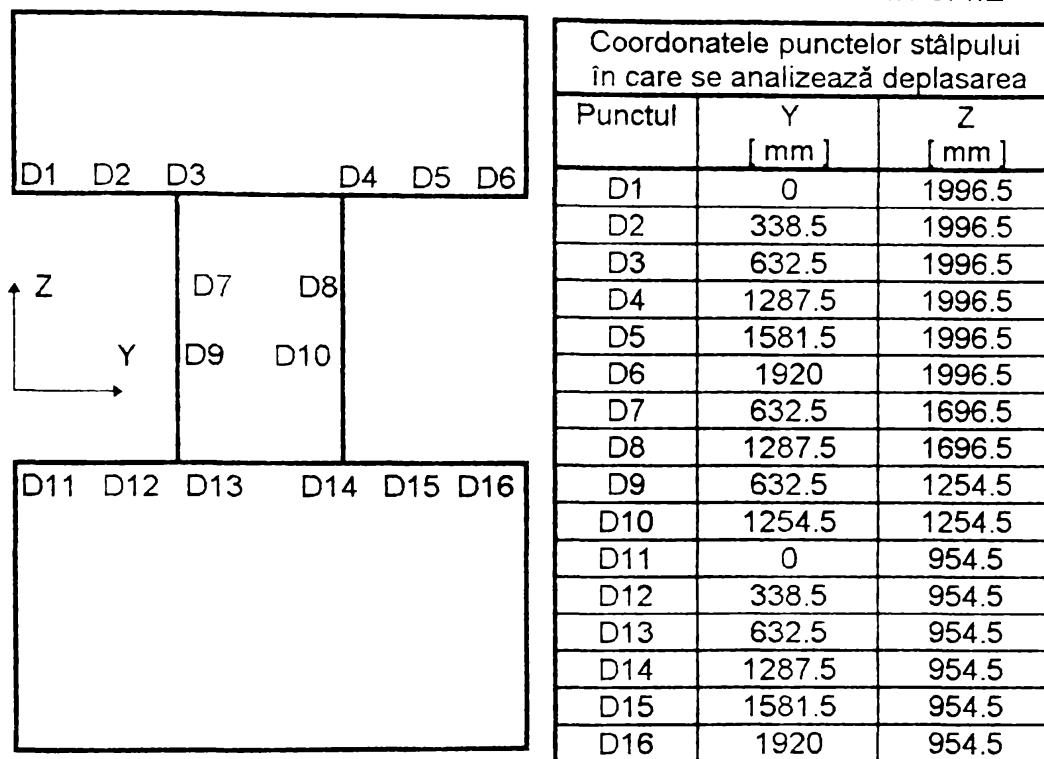 D1 D2 D3 D4 D5 D6
Z D7 D8
Y D9 D10
D11 D12 D13 D14 D15 D16
Coordonatele punctelor stâlpului
în care se analizează deplasarea
Punctul Y Z
[ mm ] [ mm ]
D1 0 1996.5
D2 338.5 1996.5
D3 632.5 1996.5
D4 1287.5 1996.5
D5 1581.5 1996.5
D6 1920 1996.5
D7 632.5 1696.5
D8 1287.5 1696.5
D9 632.5 1254.5
D10 1254.5 1254.5
D11 0 954.5
D12 338.5 954.5
D13 632.5 954.5
D14 1287.5 954.5
D15 1581.5 954.5
D16 1920 954.5